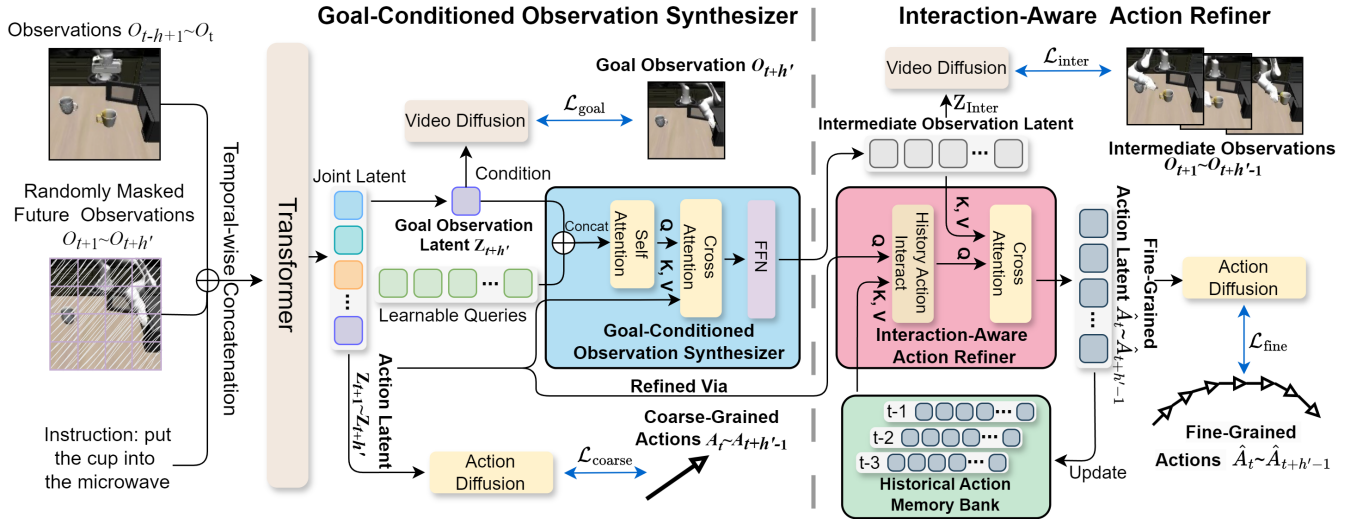 Goal-Conditioned Observation Synthesizer
Interaction-Aware Action Refiner
Observations O_{t-h+1}~O_t
Randomly Masked
Future Observations
O_{t+1}~O_{t+h'}
Instruction: put
the cup into
the microwave
Temporal-wise Concatenation
Transformer
Joint Latent
Video Diffusion
ℒ_goal
Goal Observation O_{t+h'}
Condition
Goal Observation
Latent Z_{t+h'}
Learnable Queries
Concat
Self
Attention
Q
K, V
Cross
Attention
FFN
Goal-Conditioned
Observation Synthesizer
Action Latent
Z_{t+1}~Z_{t+h'}
Refined Via
Action
Diffusion
ℒ_coarse
Coarse-Grained
Actions A_t~A_{t+h'-1}
Video Diffusion
ℒ_inter
Z_Inter
Intermediate Observation Latent
Intermediate Observations
O_{t+1}~O_{t+h'-1}
Q
K, V
History Action
Interact
K, V
Q
Cross
Attention
Interaction-Aware
Action Refiner
Fine-Grained
Action Latent Â_t~Â_{t+h'-1}
Action
Diffusion
ℒ_fine
Fine-Grained
Actions Â_t~Â_{t+h'-1}
t-1
t-2
t-3
Historical Action
Memory Bank
Update